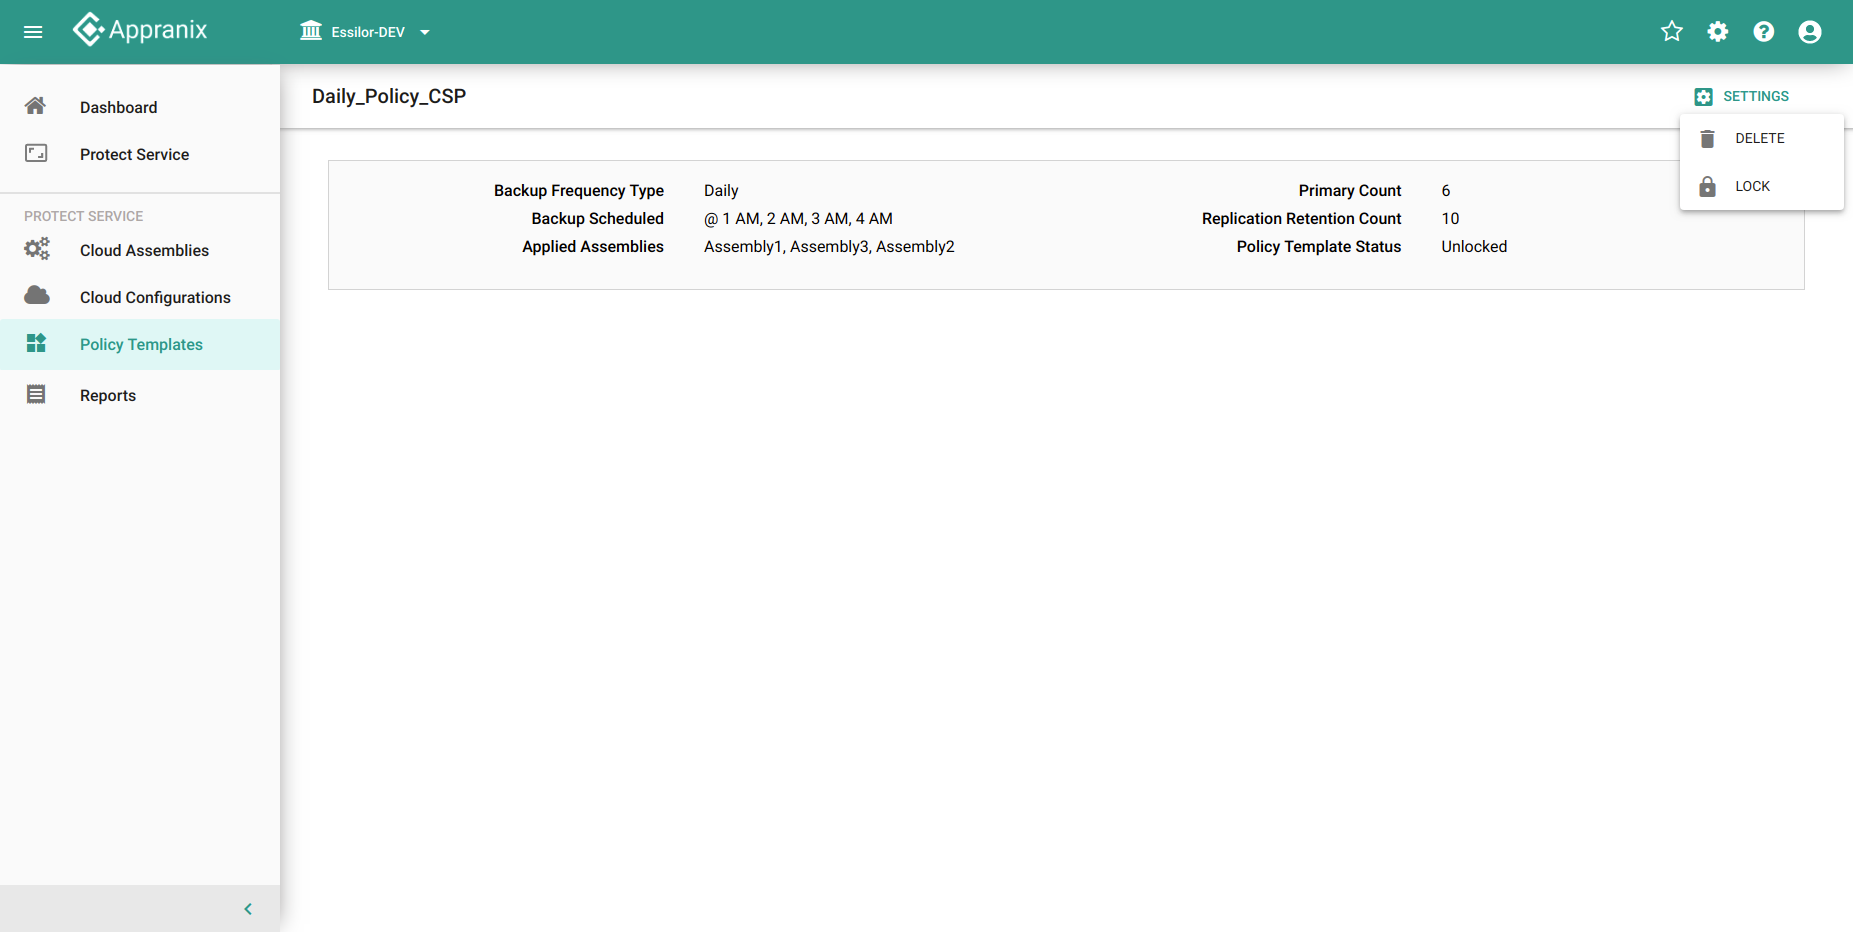 Appranix
Essilor-DEV
Dashboard
Protect Service
PROTECT SERVICE
Cloud Assemblies
Cloud Configurations
Policy Templates
Reports
Daily_Policy_CSP
SETTINGS
DELETE
LOCK
Backup Frequency Type Daily
Backup Scheduled @ 1 AM, 2 AM, 3 AM, 4 AM
Applied Assemblies Assembly1, Assembly3, Assembly2
Primary Count 6
Replication Retention Count 10
Policy Template Status Unlocked